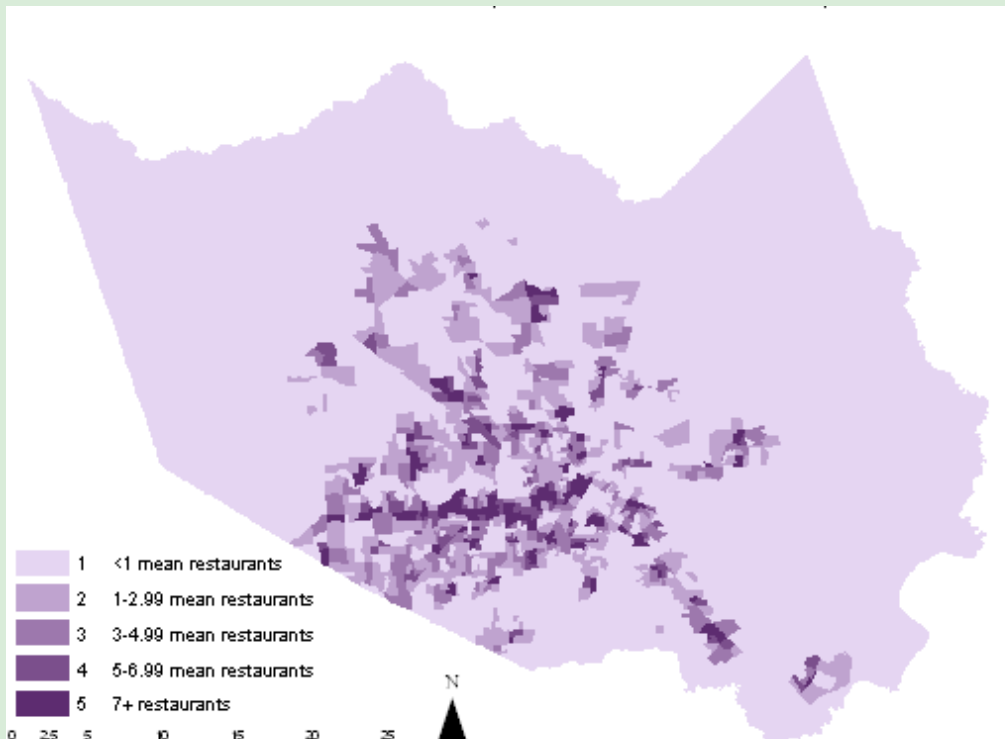 1 <1 mean restaurants
2 1-2.99 mean restaurants
3 3-4.99 mean restaurants
4 5-6.99 mean restaurants
5 7+ restaurants
N
0 2.5 5 10 15 20 25